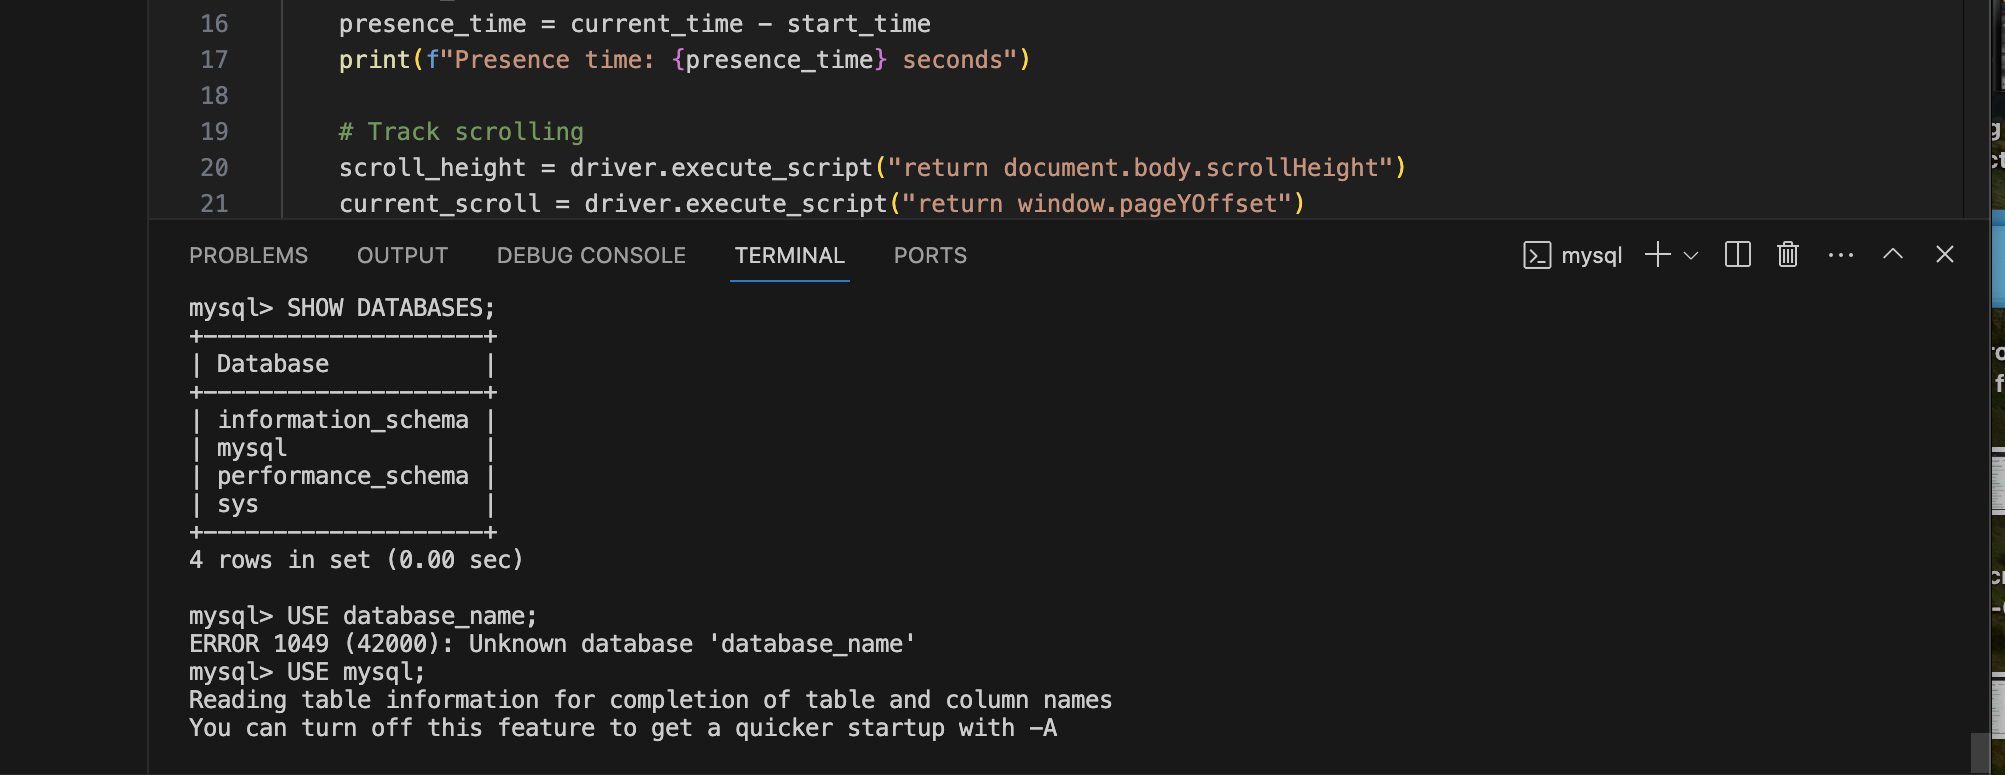 16 presence_time = current_time - start_time
17 print(f"Presence time: {presence_time} seconds")
18
19 # Track scrolling
20 scroll_height = driver.execute_script("return document.body.scrollHeight")
21 current_scroll = driver.execute_script("return window.pageYOffset")
PROBLEMS OUTPUT DEBUG CONSOLE TERMINAL PORTS mysql
mysql> SHOW DATABASES;
+--------------------+
| Database           |
+--------------------+
| information_schema |
| mysql              |
| performance_schema |
| sys                |
+--------------------+
4 rows in set (0.00 sec)
mysql> USE database_name;
ERROR 1049 (42000): Unknown database 'database_name'
mysql> USE mysql;
Reading table information for completion of table and column names
You can turn off this feature to get a quicker startup with -A